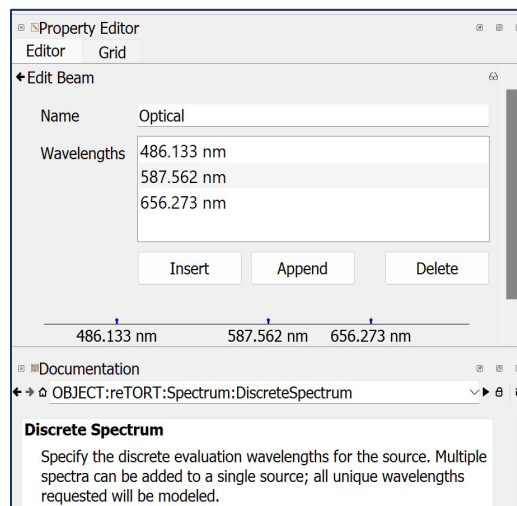 Property Editor
Editor Grid
Edit Beam
Name Optical
Wavelengths 486.133 nm
587.562 nm
656.273 nm
Insert Append Delete
486.133 nm 587.562 nm 656.273 nm
Documentation
OBJECT:reTORT:Spectrum:DiscreteSpectrum
Discrete Spectrum
Specify the discrete evaluation wavelengths for the source. Multiple
spectra can be added to a single source; all unique wavelengths
requested will be modeled.